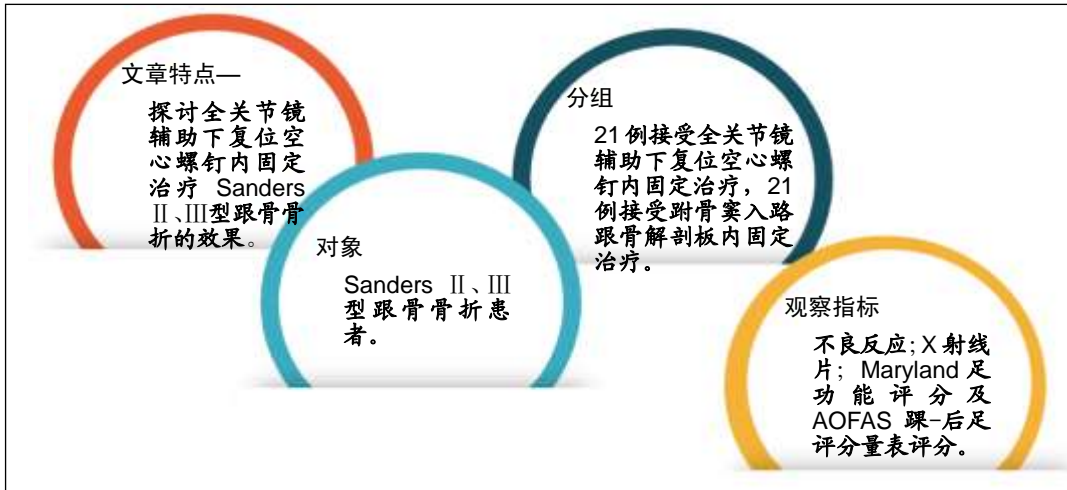 文章特点—
探讨全关节镜
辅助下复位空
心螺钉内固定
治疗 Sanders
Ⅱ、Ⅲ型跟骨骨
折的效果。
对象
Sanders Ⅱ、Ⅲ
型跟骨骨折患
者。
分组
21 例接受全关节镜
辅助下复位空心螺
钉内固定治疗，21
例接受跗骨窦入路
跟骨解剖板内固定
治疗。
观察指标
不良反应；X 射线
片；Maryland 足
功能评分及
AOFAS 踝-后足
评分量表评分。